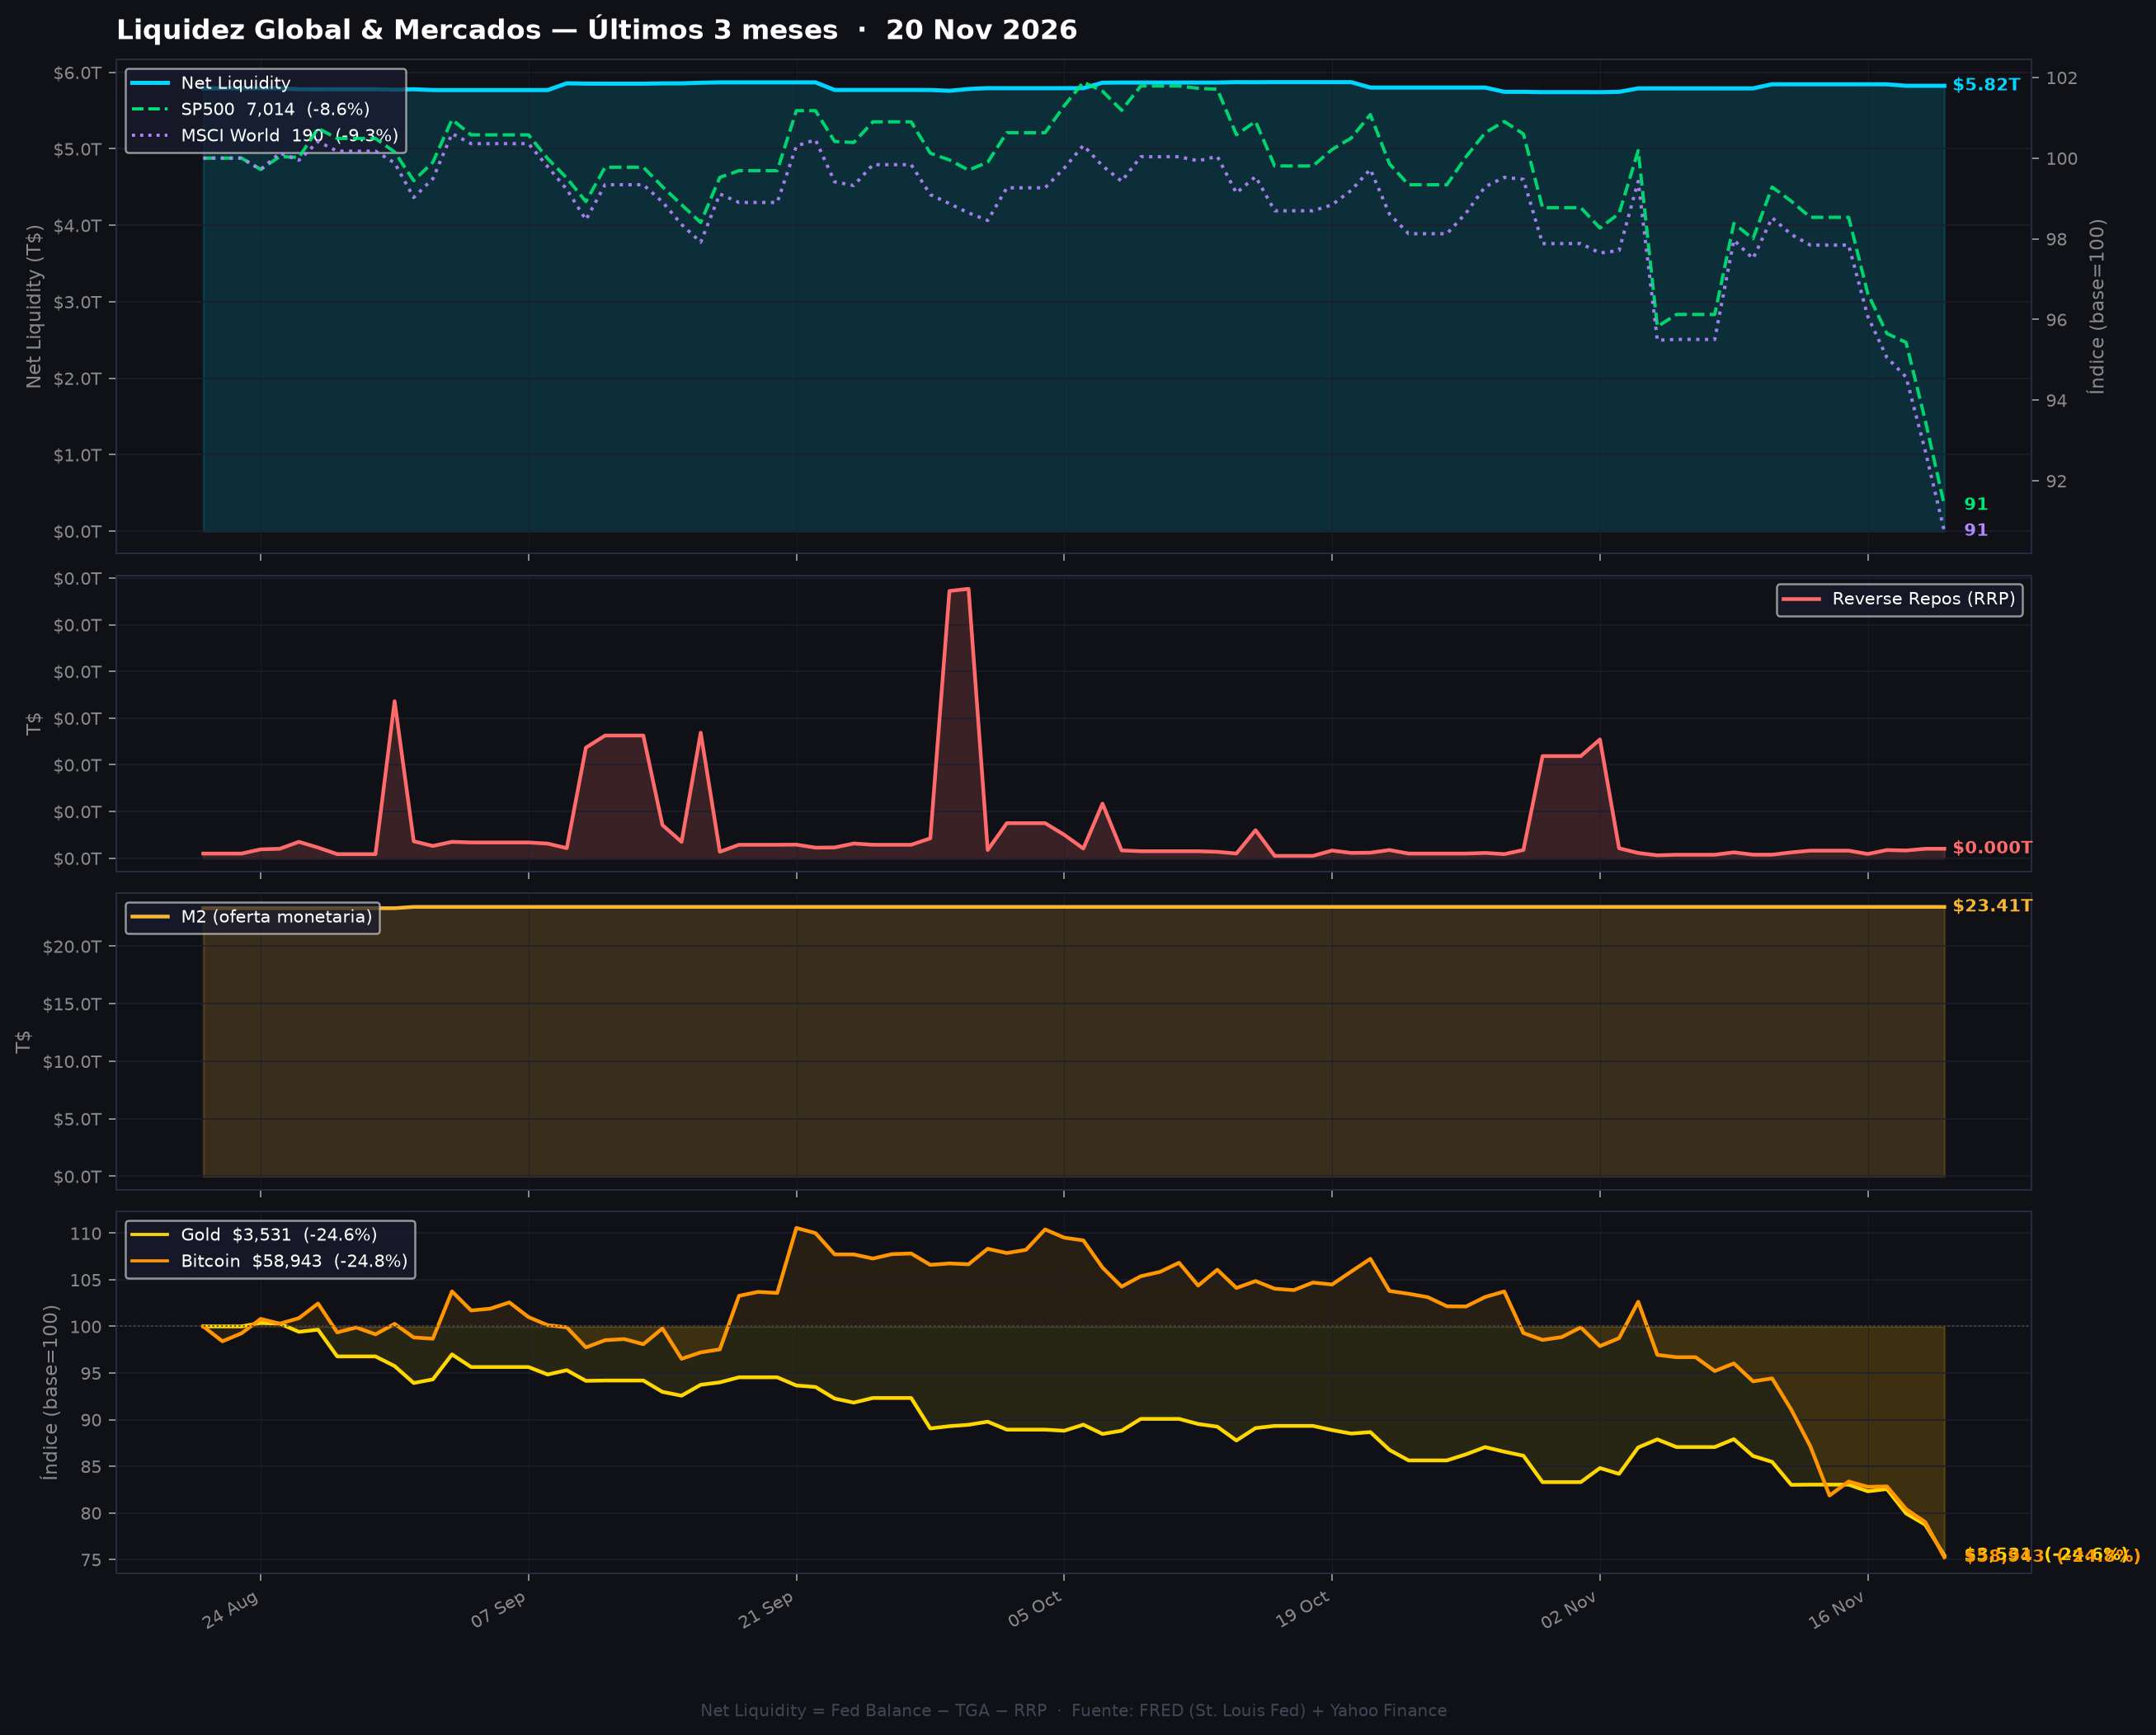 Liquidez Global & Mercados — Últimos 3 meses · 20 Nov 2026
Net Liquidity
SP500 7,014 (-8.6%)
MSCI World 190 (-9.3%)
$6.0T
$5.0T
$4.0T
$3.0T
$2.0T
$1.0T
$0.0T
Net Liquidity (T$)
102
100
98
96
94
92
Índice (base=100)
$5.82T
91
91
Reverse Repos (RRP)
$0.0T
$0.0T
$0.0T
$0.0T
$0.0T
$0.0T
$0.0T
T$
$0.000T
M2 (oferta monetaria)
$20.0T
$15.0T
$10.0T
$5.0T
$0.0T
T$
$23.41T
Gold $3,531 (-24.6%)
Bitcoin $58,943 (-24.8%)
110
105
100
95
90
85
80
75
Índice (base=100)
24 Aug
07 Sep
21 Sep
05 Oct
19 Oct
02 Nov
16 Nov
Net Liquidity = Fed Balance − TGA − RRP · Fuente: FRED (St. Louis Fed) + Yahoo Finance